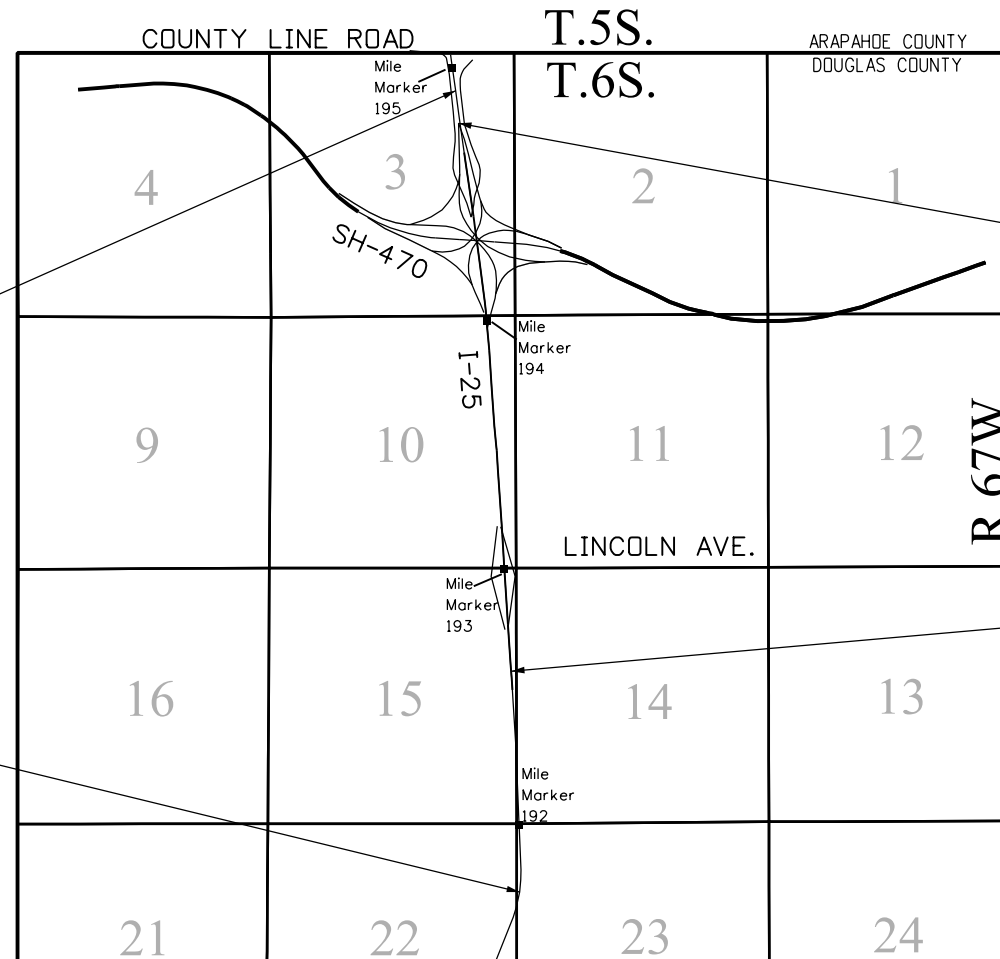 COUNTY LINE ROAD
T.5S.
ARAPAHOE COUNTY
T.6S.
DOUGLAS COUNTY
Mile
Marker
195
4
3
2
1
SH-470
Mile
Marker
194
I-25
9
10
11
12
R 67W
LINCOLN AVE.
Mile
Marker
193
16
15
14
13
Mile
Marker
192
21
22
23
24